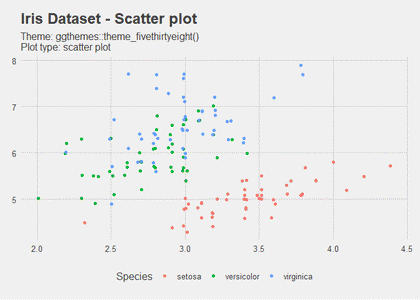 Iris Dataset - Scatter plot
Theme: ggthemes::theme_fivethirtyeight()
Plot type: scatter plot
8
7
6
5
2.0 2.5 3.0 3.5 4.0 4.5
Species setosa versicolor virginica